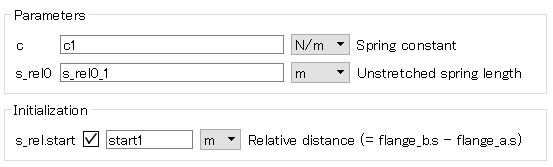 Parameters
c c1 N/m Spring constant
s_rel0 s_rel0_1 m Unstretched spring length
Initialization
s_rel.start start1 m Relative distance (= flange_b.s - flange_a.s)